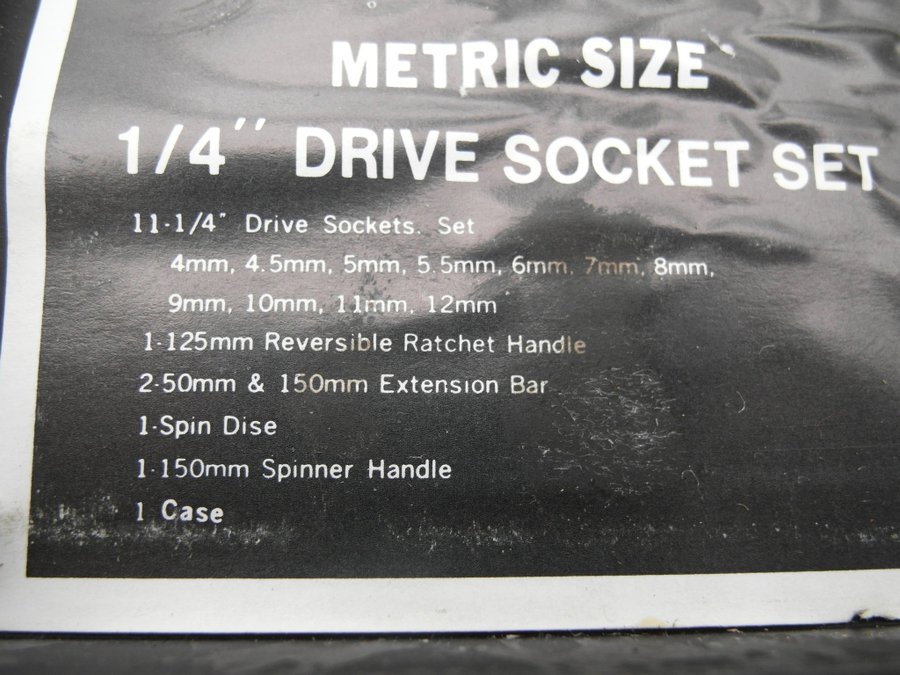 METRIC SIZE
1/4" DRIVE SOCKET SET
11-1/4" Drive Sockets. Set
4mm, 4.5mm, 5mm, 5.5mm, 6mm, 7mm, 8mm,
9mm, 10mm, 11mm, 12mm
1-125mm Reversible Ratchet Handle
2-50mm & 150mm Extension Bar
1-Spin Dise
1-150mm Spinner Handle
1 Case